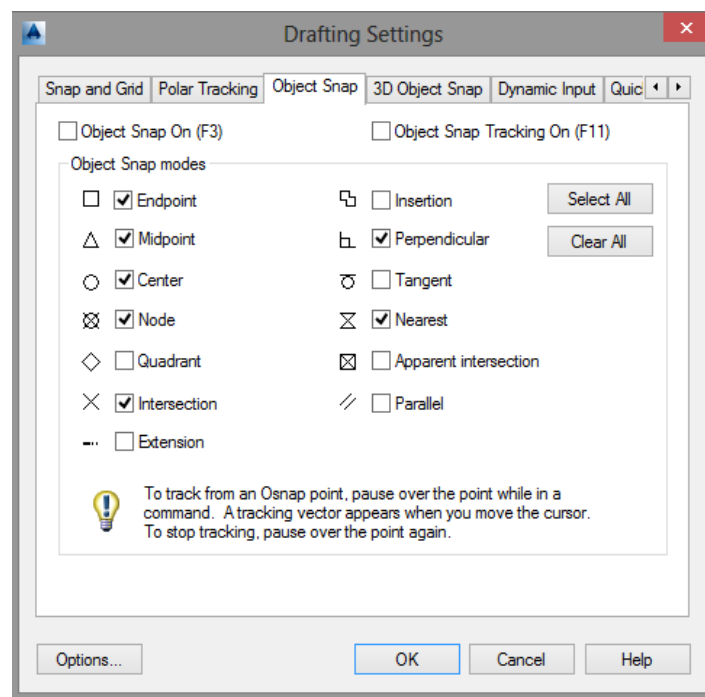 Drafting Settings
Snap and Grid Polar Tracking Object Snap 3D Object Snap Dynamic Input
Object Snap On (F3) Object Snap Tracking On (F11)
Object Snap modes
Endpoint Insertion Select All
Midpoint Perpendicular Clear All
Center Tangent
Node Nearest
Quadrant Apparent intersection
Intersection Parallel
Extension
To track from an Osnap point, pause over the point while in a
command. A tracking vector appears when you move the cursor.
To stop tracking, pause over the point again.
Options... OK Cancel Help